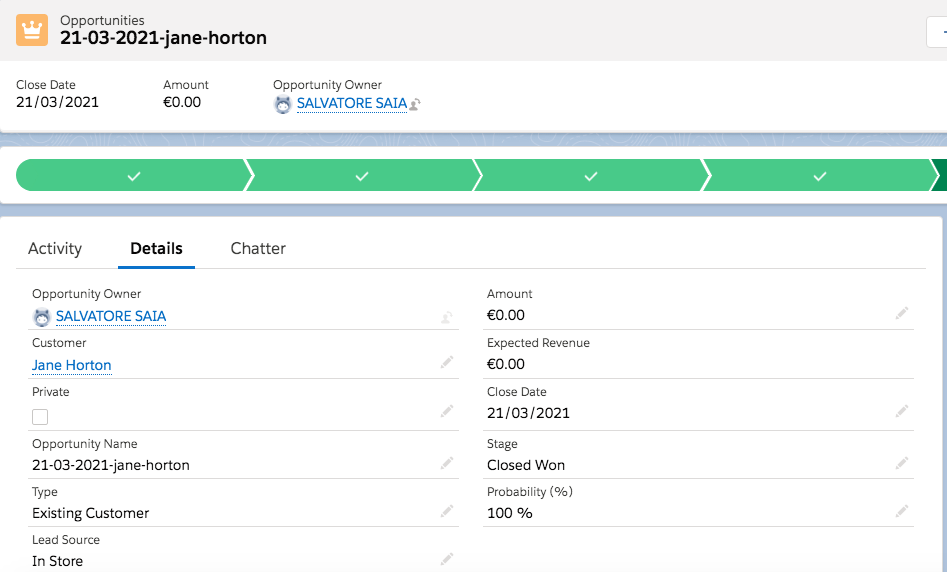 Opportunities
21-03-2021-jane-horton
Close Date
21/03/2021
Amount
€0.00
Opportunity Owner
SALVATORE SAIA
Activity
Details
Chatter
Opportunity Owner
SALVATORE SAIA
Customer
Jane Horton
Private
Opportunity Name
21-03-2021-jane-horton
Type
Existing Customer
Lead Source
In Store
Amount
€0.00
Expected Revenue
€0.00
Close Date
21/03/2021
Stage
Closed Won
Probability (%)
100 %